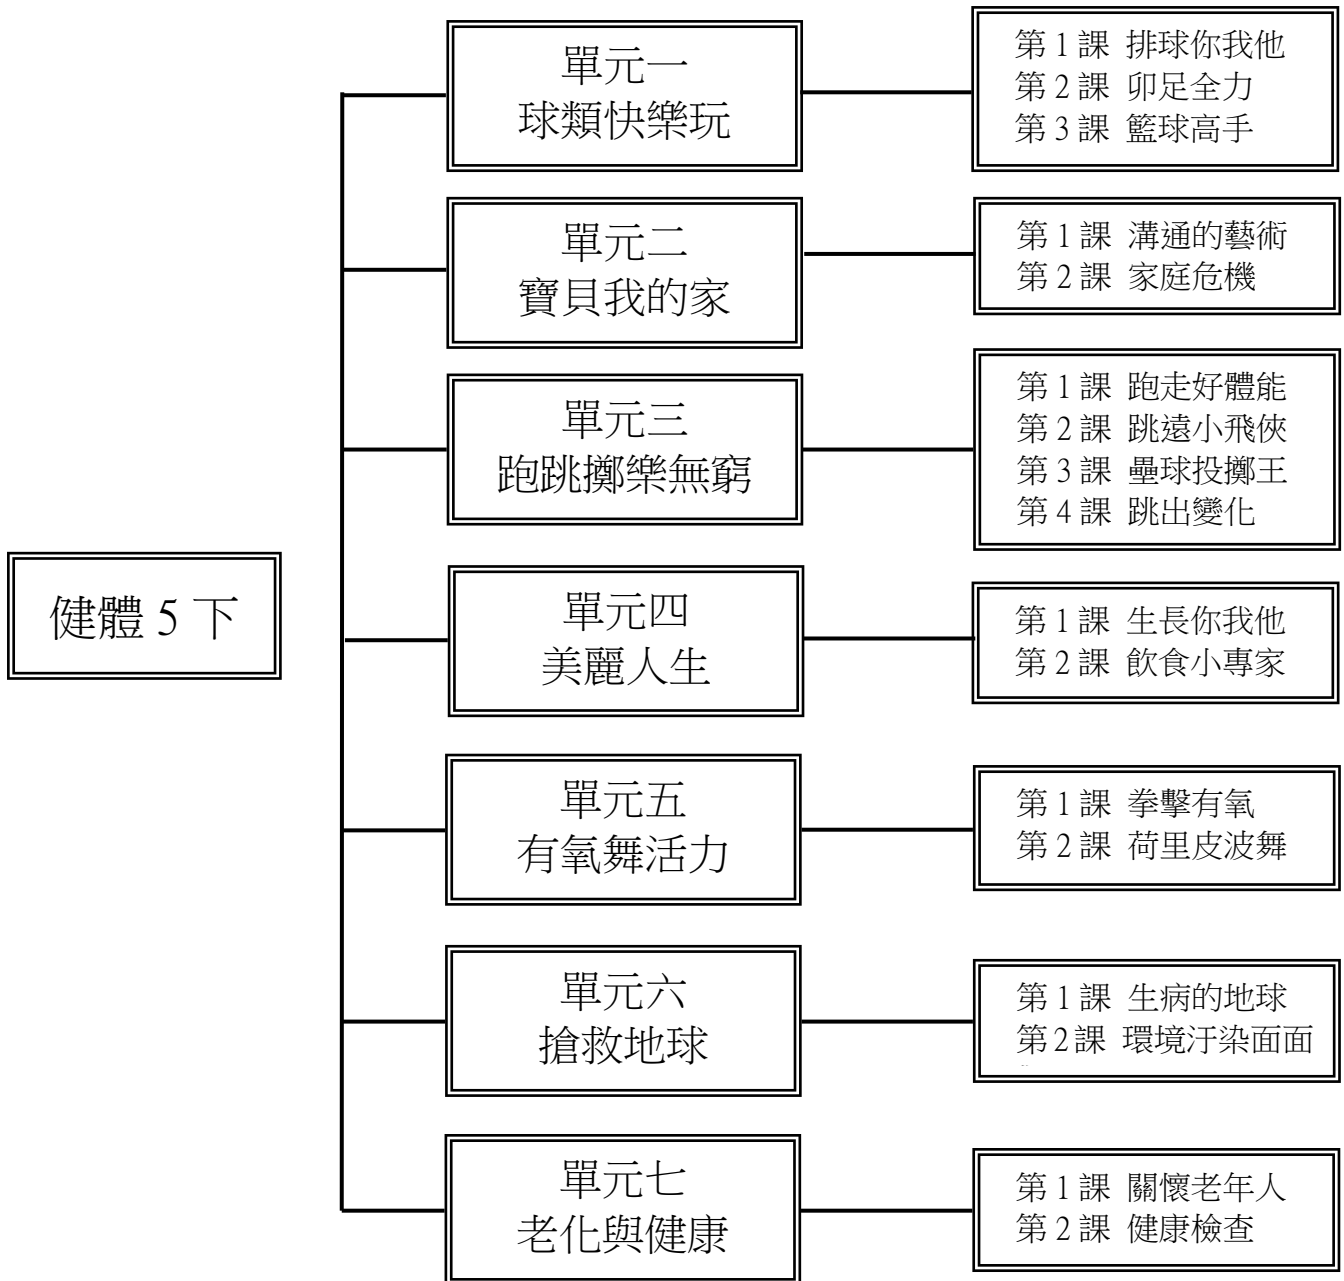 單元一
球類快樂玩
第 1 課 排球你我他
第 2 課 卯足全力
第 3 課 籃球高手
單元二
寶貝我的家
第 1 課 溝通的藝術
第 2 課 家庭危機
單元三
跑跳擲樂無窮
第 1 課 跑走好體能
第 2 課 跳遠小飛俠
第 3 課 壘球投擲王
第 4 課 跳出變化
健體 5 下
單元四
美麗人生
第 1 課 生長你我他
第 2 課 飲食小專家
單元五
有氧舞活力
第 1 課 拳擊有氧
第 2 課 荷里皮波舞
單元六
搶救地球
第 1 課 生病的地球
第 2 課 環境汙染面面
單元七
老化與健康
第 1 課 關懷老年人
第 2 課 健康檢查